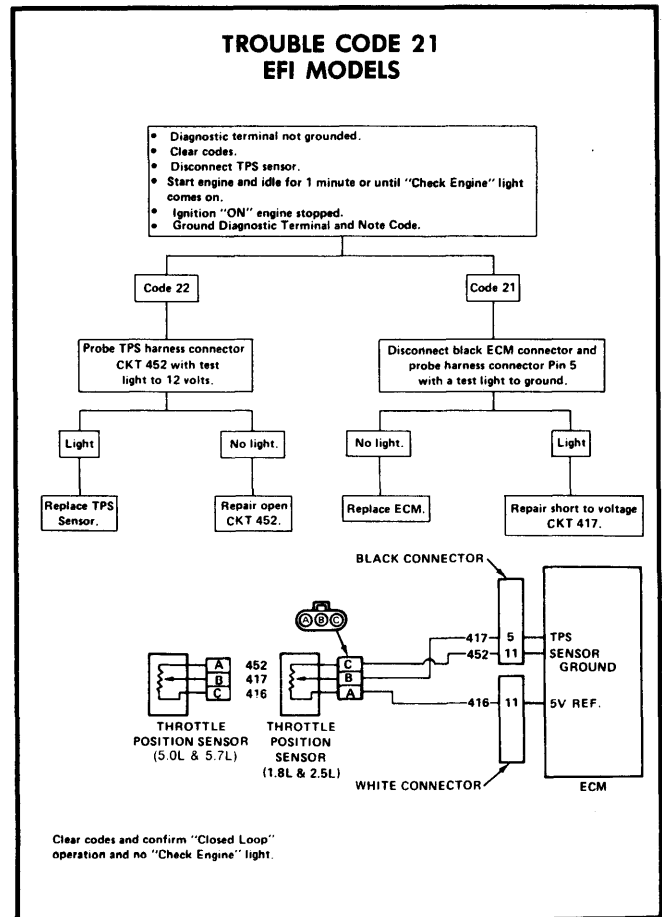 TROUBLE CODE 21
EFI MODELS
• Diagnostic terminal not grounded.
• Clear codes.
• Disconnect TPS sensor.
• Start engine and idle for 1 minute or until "Check Engine" light
comes on.
• Ignition "ON" engine stopped.
• Ground Diagnostic Terminal and Note Code.
Code 22
Code 21
Probe TPS harness connector
CKT 452 with test
light to 12 volts.
Disconnect black ECM connector and
probe harness connector Pin 5
with a test light to ground.
Light
No light.
No light.
Light
Replace TPS
Sensor.
Repair open
CKT 452.
Replace ECM.
Repair short to voltage
CKT 417.
BLACK CONNECTOR
A B C
417 5 TPS
452 11 SENSOR
GROUND
A 452
B 417
C 416
C
B
A
416 11 5V REF.
THROTTLE
POSITION SENSOR
(5.0L & 5.7L)
THROTTLE
POSITION
SENSOR
(1.8L & 2.5L)
WHITE CONNECTOR
ECM
Clear codes and confirm "Closed Loop"
operation and no "Check Engine" light.